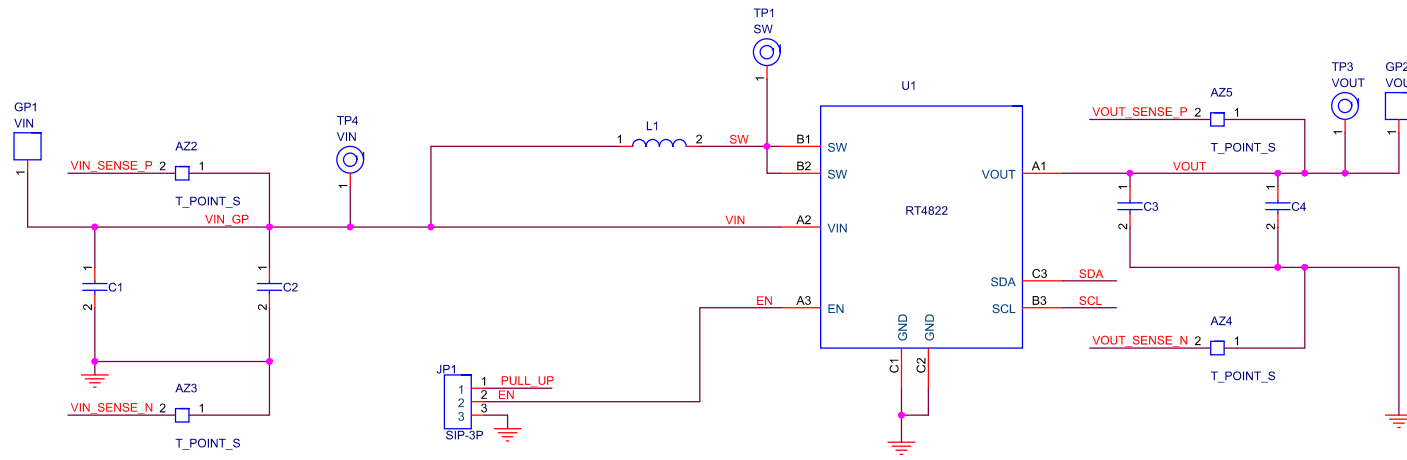 TP1
SW
1
U1
GP1
VIN
1
TP4
VIN
1
AZ2
VIN_SENSE_P 2 1
T_POINT_S
VIN_GP
1 L1 2 SW
B1 SW
B2 SW
VIN A2 VIN
RT4822
EN A3 EN
GND GND
C1 C2
VOUT A1
SDA C3 SDA
SCL B3 SCL
AZ5
VOUT_SENSE_P 2 1
T_POINT_S
TP3
VOUT
1
GP2
1
VOUT
1 C3 2
1 C4 2
AZ4
VOUT_SENSE_N 2 1
T_POINT_S
1 C1 2
1 C2 2
AZ3
VIN_SENSE_N 2 1
T_POINT_S
JP1
1 1 PULL_UP
2 2 EN
3 3
SIP-3P